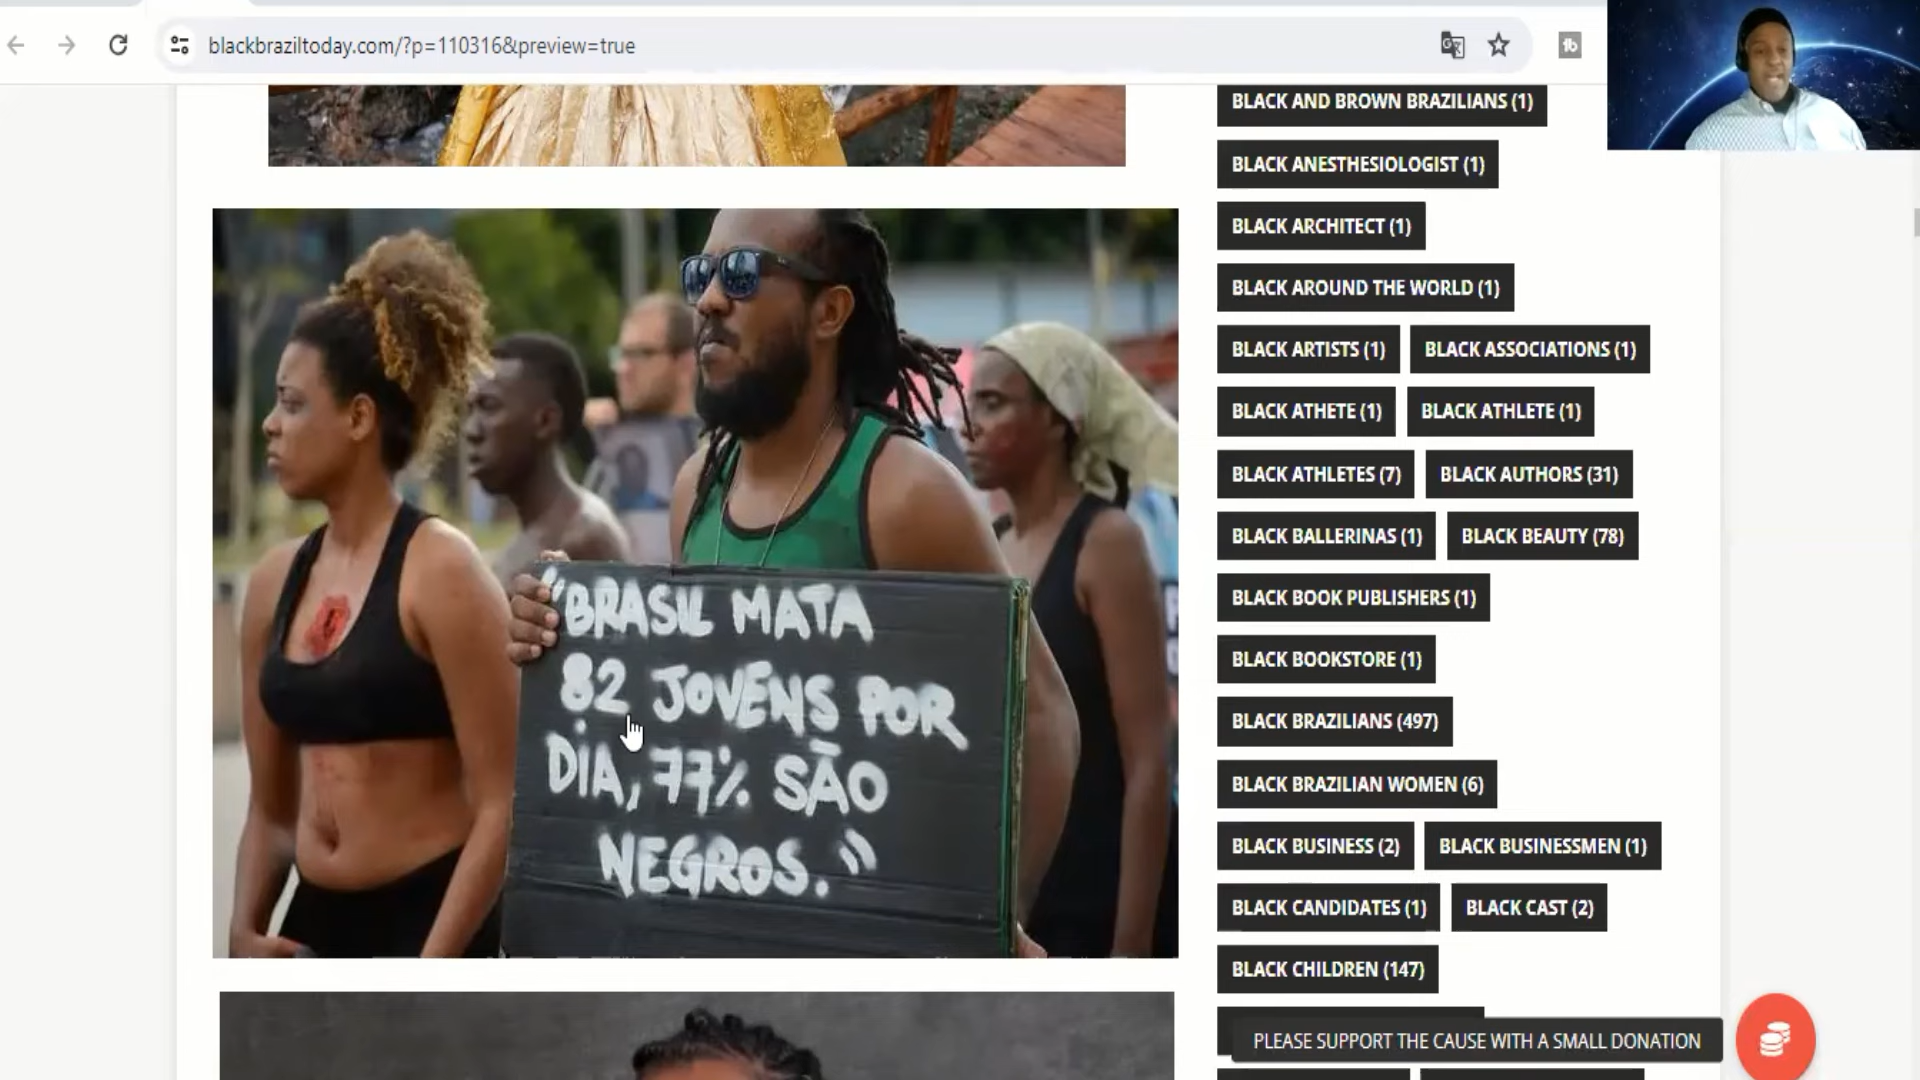 blackbraziltoday.com/?p=110316&preview=true
BLACK AND BROWN BRAZILIANS (1)
BLACK ANESTHESIOLOGIST (1)
BLACK ARCHITECT (1)
BLACK AROUND THE WORLD (1)
BLACK ARTISTS (1) BLACK ASSOCIATIONS (1)
BLACK ATHETE (1) BLACK ATHLETE (1)
BLACK ATHLETES (7) BLACK AUTHORS (31)
BLACK BALLERINAS (1) BLACK BEAUTY (78)
BLACK BOOK PUBLISHERS (1)
BLACK BOOKSTORE (1)
BLACK BRAZILIANS (497)
BLACK BRAZILIAN WOMEN (6)
BLACK BUSINESS (2) BLACK BUSINESSMEN (1)
BLACK CANDIDATES (1) BLACK CAST (2)
BLACK CHILDREN (147)
"BRASIL MATA
82 JOVENS POR
DIA, 77% SÃO
NEGROS."
PLEASE SUPPORT THE CAUSE WITH A SMALL DONATION